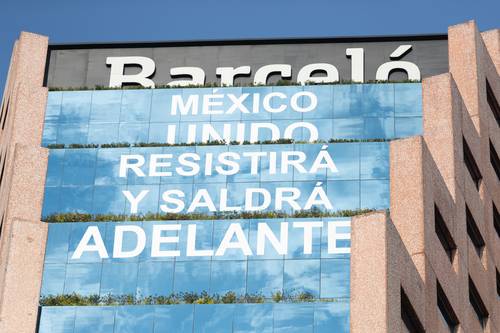 Barceló
MÉXICO
UNIDO
RESISTIRÁ
Y SALDRÁ
ADELANTE